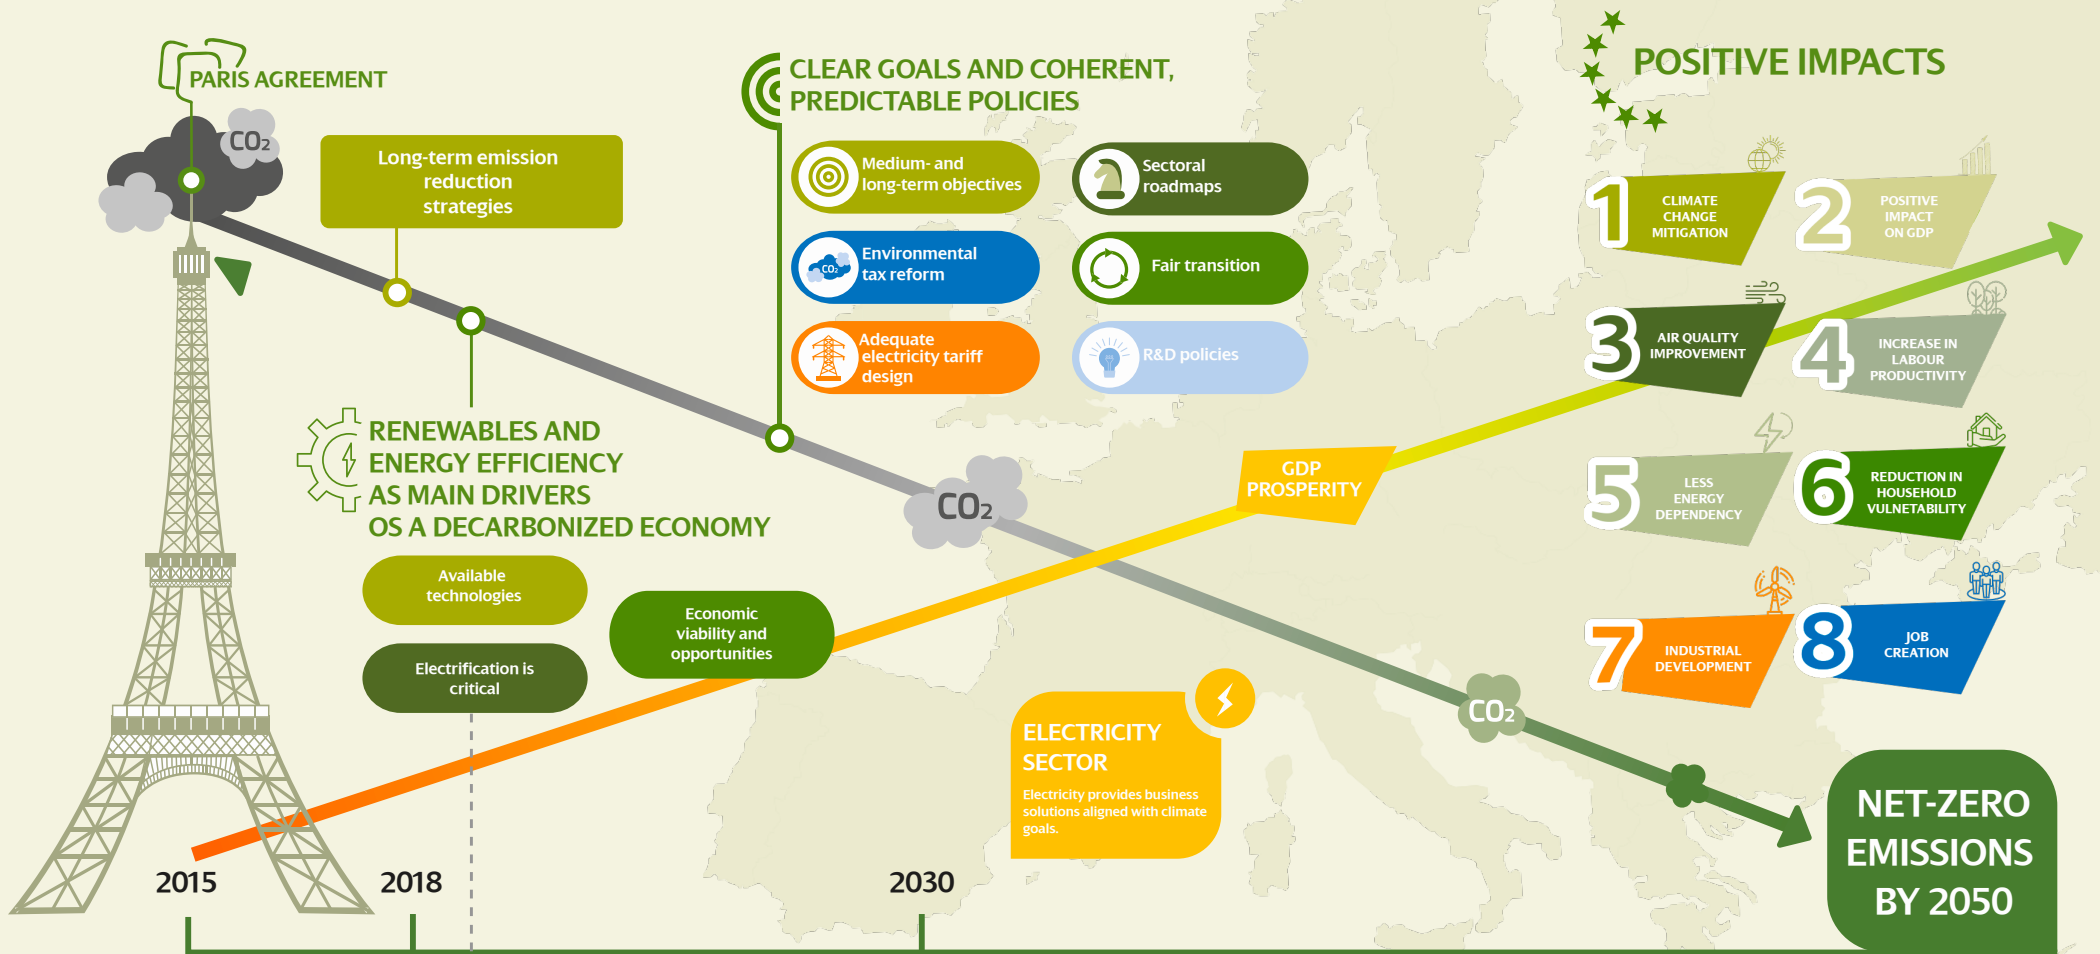 PARIS AGREEMENT
CO2
Long-term emission
reduction
strategies
RENEWABLES AND
ENERGY EFFICIENCY
AS MAIN DRIVERS
OS A DECARBONIZED ECONOMY
Available
technologies
Electrification is
critical
Economic
viability and
opportunities
CLEAR GOALS AND COHERENT,
PREDICTABLE POLICIES
Medium- and
long-term objectives
Sectoral
roadmaps
CO2
Environmental
tax reform
Fair transition
Adequate
electricity tariff
design
R&D policies
CO2
GDP
PROSPERITY
ELECTRICITY
SECTOR
Electricity provides business
solutions aligned with climate
goals.
CO2
POSITIVE IMPACTS
1
CLIMATE
CHANGE
MITIGATION
2
POSITIVE
IMPACT
ON GDP
3
AIR QUALITY
IMPROVEMENT
4
INCREASE IN
LABOUR
PRODUCTIVITY
5
LESS
ENERGY
DEPENDENCY
6
REDUCTION IN
HOUSEHOLD
VULNETABILITY
7
INDUSTRIAL
DEVELOPMENT
8
JOB
CREATION
NET-ZERO
EMISSIONS
BY 2050
2015
2018
2030